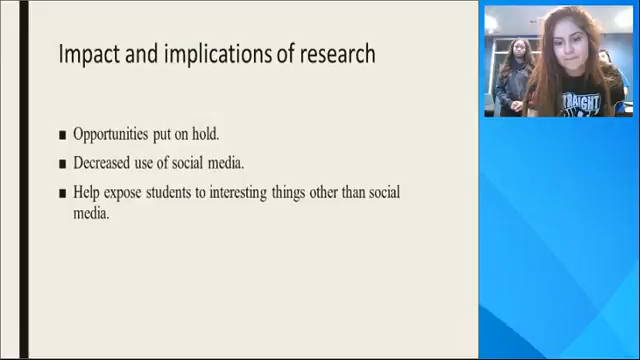 Impact and implications of research
Opportunities put on hold.
Decreased use of social media.
Help expose students to interesting things other than social
media.
STRAIGHT